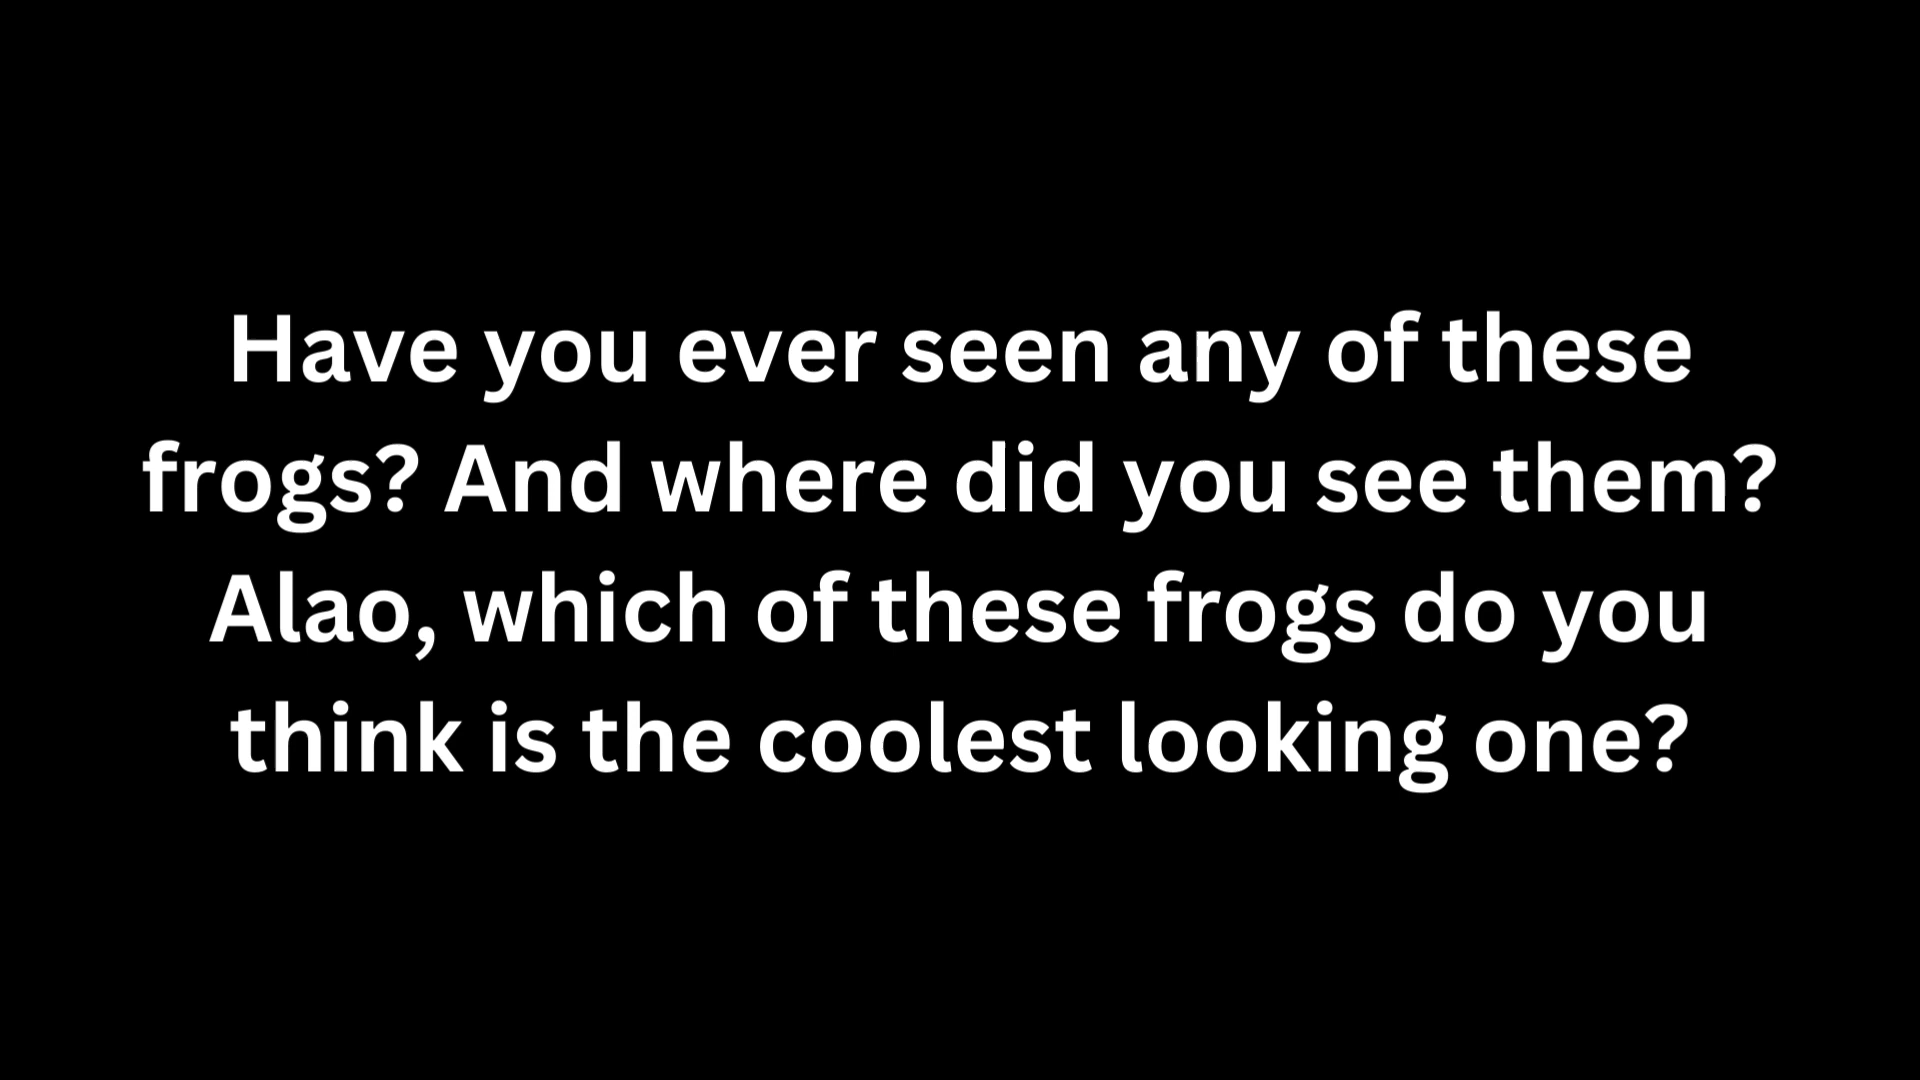 Have you ever seen any of these
frogs? And where did you see them?
Alao, which of these frogs do you
think is the coolest looking one?